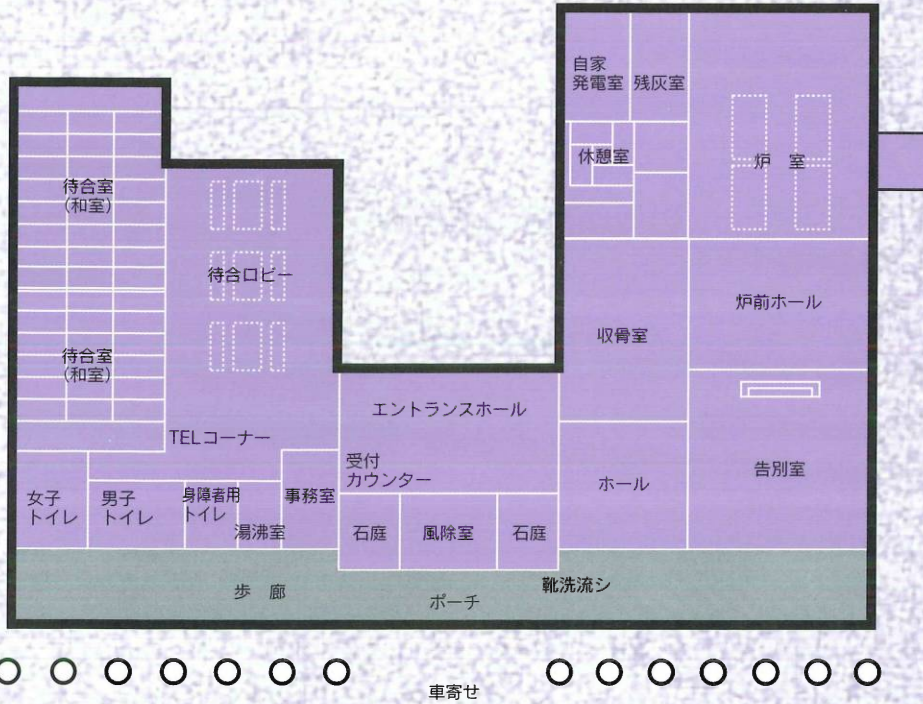 自家
発電室
残灰室
休憩室
炉 室
待合室
(和室)
待合ロビー
炉前ホール
収骨室
待合室
(和室)
エントランスホール
TELコーナー
受付
カウンター
告別室
ホール
女子
トイレ
男子
トイレ
身障者用
トイレ
湯沸室
事務室
石庭
風除室
石庭
歩 廊
ポーチ
靴洗流シ
車寄せ